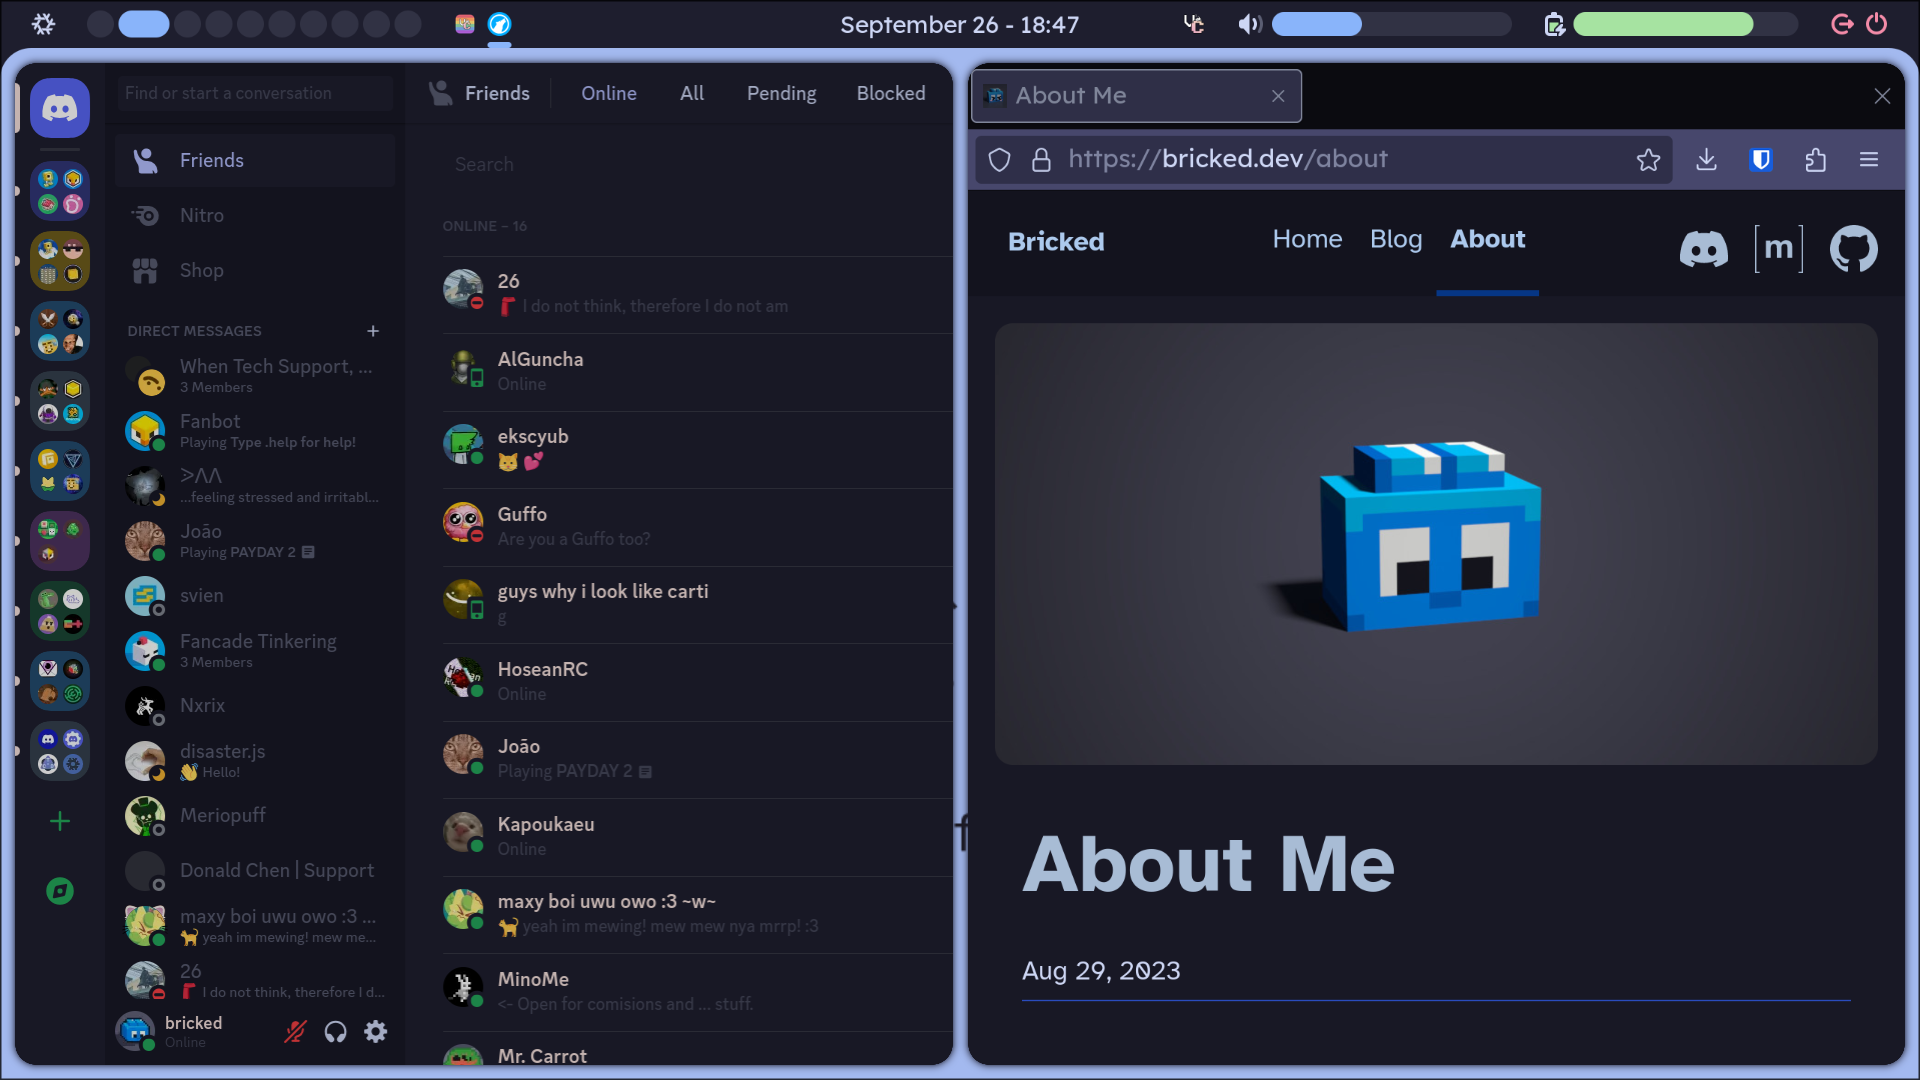 September 26 - 18:47
Find or start a conversation
Friends
Nitro
Shop
DIRECT MESSAGES
When Tech Support, ...
3 Members
Fanbot
Playing Type .help for help!
>/\/\
...feeling stressed and irritabl...
João
Playing PAYDAY 2
svien
Fancade Tinkering
3 Members
Nxrix
disaster.js
👋 Hello!
Meriopuff
Donald Chen | Support
maxy boi uwu owo :3 ...
🐈 yeah im mewing! mew me...
26
I do not think, therefore I d...
bricked
Online
Friends
Online
All
Pending
Blocked
Search
ONLINE – 16
26
I do not think, therefore I do not am
AlGuncha
Online
ekscyub
🐱 💕
Guffo
Are you a Guffo too?
guys why i look like carti
g
HoseanRC
Online
João
Playing PAYDAY 2
Kapoukaeu
Online
maxy boi uwu owo :3 ~w~
🐈 yeah im mewing! mew mew nya mrrp! :3
MinoMe
<- Open for comisions and ... stuff.
Mr. Carrot
About Me
https://bricked.dev/about
Bricked
Home
Blog
About
[m]
About Me
Aug 29, 2023